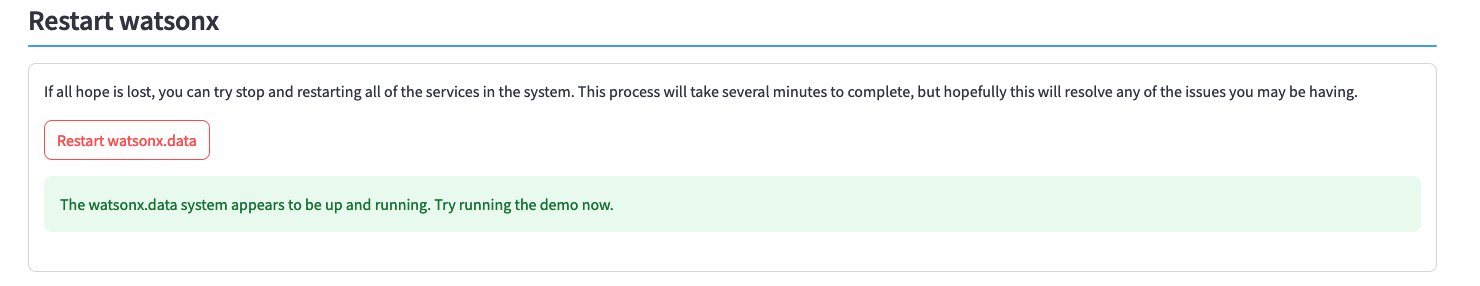 Restart watsonx
If all hope is lost, you can try stop and restarting all of the services in the system. This process will take several minutes to complete, but hopefully this will resolve any of the issues you may be having.
Restart watsonx.data
The watsonx.data system appears to be up and running. Try running the demo now.